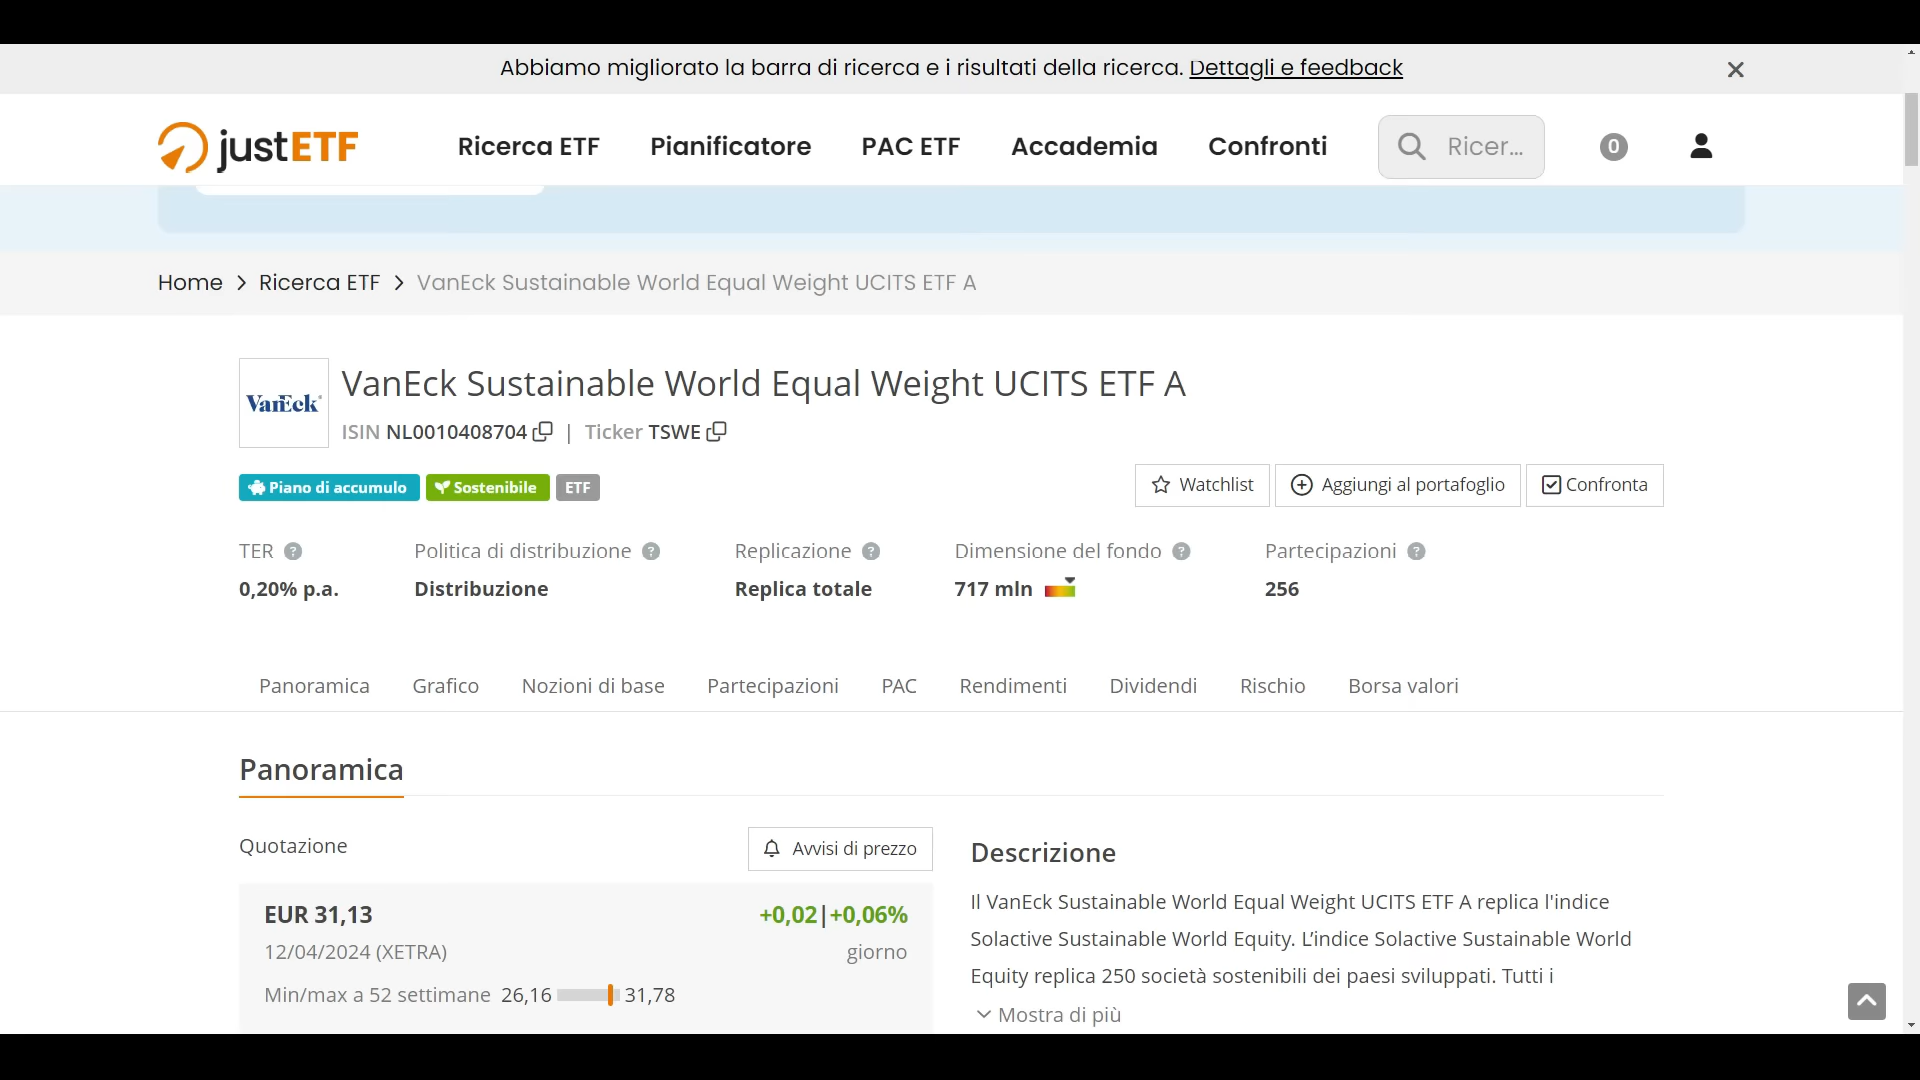 Abbiamo migliorato la barra di ricerca e i risultati della ricerca. Dettagli e feedback
justETF Ricerca ETF Pianificatore PAC ETF Accademia Confronti Ricer... 0
Home > Ricerca ETF > VanEck Sustainable World Equal Weight UCITS ETF A
VanEck
VanEck Sustainable World Equal Weight UCITS ETF A
ISIN NL0010408704 | Ticker TSWE
Piano di accumulo Sostenibile ETF Watchlist Aggiungi al portafoglio Confronta
TER ? Politica di distribuzione ? Replicazione ? Dimensione del fondo ? Partecipazioni ?
0,20% p.a. Distribuzione Replica totale 717 mln 256
Panoramica Grafico Nozioni di base Partecipazioni PAC Rendimenti Dividendi Rischio Borsa valori
Panoramica
Quotazione Avvisi di prezzo
EUR 31,13 +0,02|+0,06%
12/04/2024 (XETRA) giorno
Min/max a 52 settimane 26,16 31,78
Descrizione
Il VanEck Sustainable World Equal Weight UCITS ETF A replica l'indice
Solactive Sustainable World Equity. L’indice Solactive Sustainable World
Equity replica 250 società sostenibili dei paesi sviluppati. Tutti i
Mostra di più